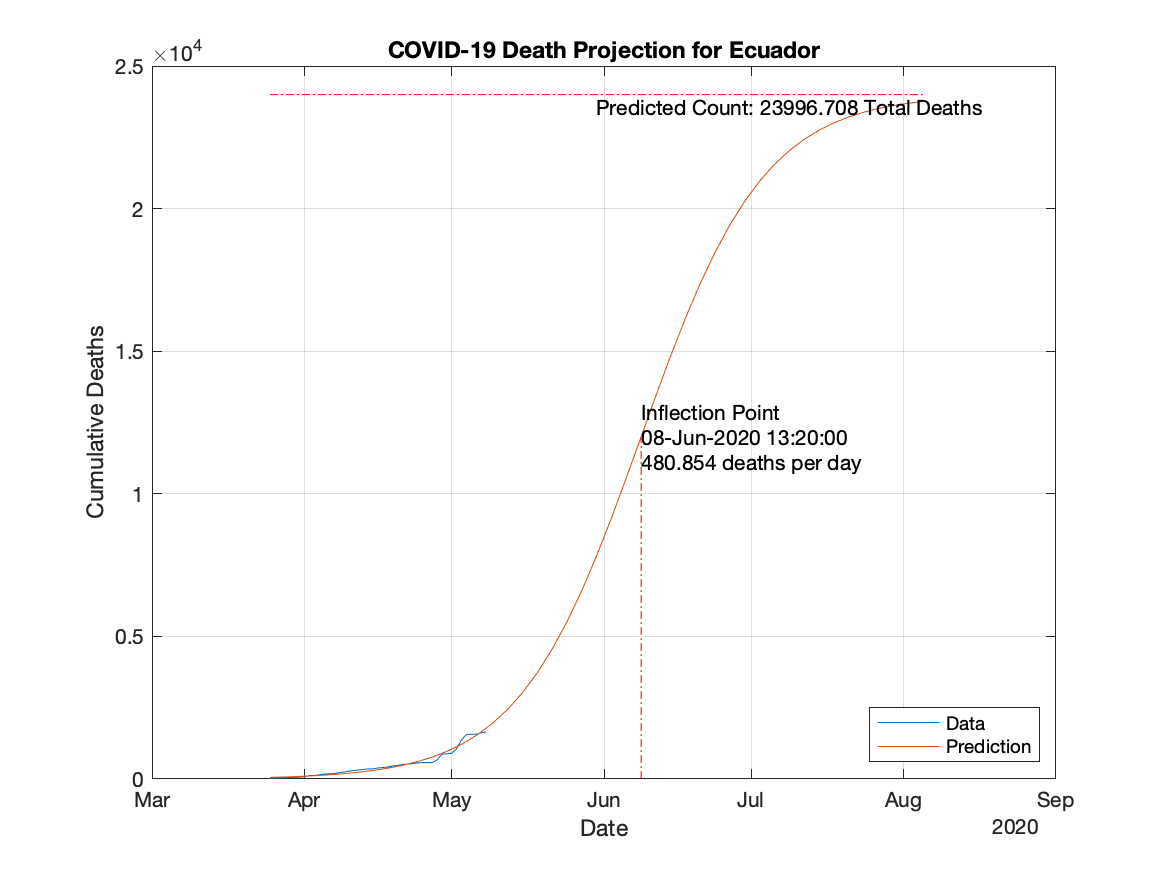 COVID-19 Death Projection for Ecuador
×10⁴
2.5
Predicted Count: 23996.708 Total Deaths
2
1.5
Inflection Point
08-Jun-2020 13:20:00
480.854 deaths per day
1
0.5
0
Cumulative Deaths
Data
Prediction
Mar Apr May Jun Jul Aug Sep
Date
2020